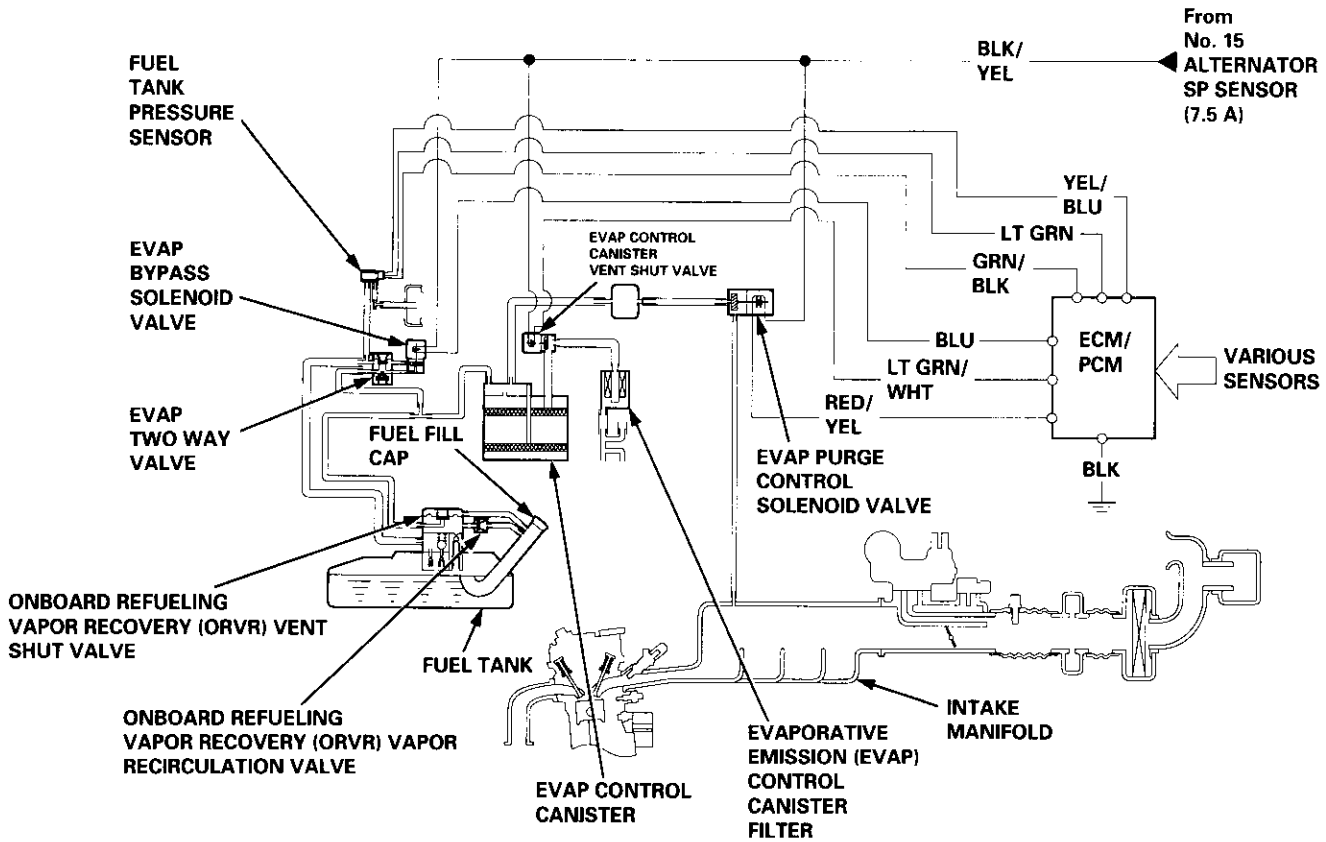 From
No. 15
ALTERNATOR
SP SENSOR
(7.5 A)
BLK/
YEL
FUEL
TANK
PRESSURE
SENSOR
YEL/
BLU
LT GRN
GRN/
BLK
EVAP
BYPASS
SOLENOID
VALVE
EVAP CONTROL
CANISTER
VENT SHUT VALVE
BLU
ECM/
PCM
VARIOUS
SENSORS
LT GRN/
WHT
RED/
YEL
EVAP
TWO WAY
VALVE
FUEL FILL
CAP
EVAP PURGE
CONTROL
SOLENOID VALVE
BLK
ONBOARD REFUELING
VAPOR RECOVERY (ORVR) VENT
SHUT VALVE
FUEL TANK
ONBOARD REFUELING
VAPOR RECOVERY (ORVR) VAPOR
RECIRCULATION VALVE
EVAP CONTROL
CANISTER
EVAPORATIVE
EMISSION (EVAP)
CONTROL
CANISTER
FILTER
INTAKE
MANIFOLD